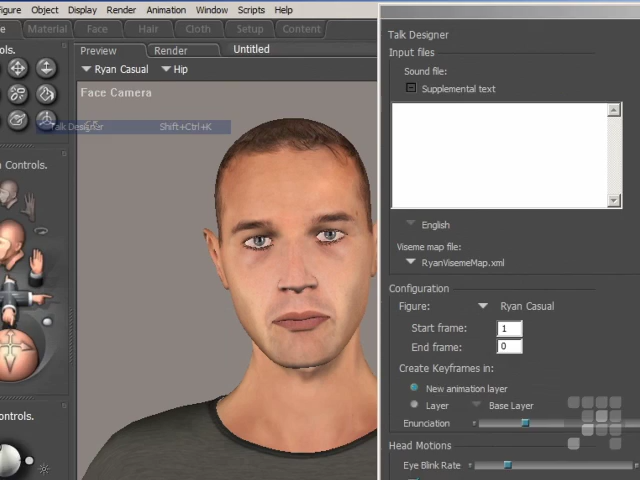 Figure Object Display Render Animation Window Scripts Help
Material Face Hair Cloth Setup Content
Preview Render Untitled
Ryan Casual Hip
Face Camera
Talk Designer Shift+Ctrl+K
Controls.
Talk Designer
Input files
Sound file:
Supplemental text
English
Viseme map file:
RyanVisemeMap.xml
Configuration
Figure: Ryan Casual
Start frame: 1
End frame: 0
Create Keyframes in:
New animation layer
Layer Base Layer
Enunciation
Head Motions
Eye Blink Rate